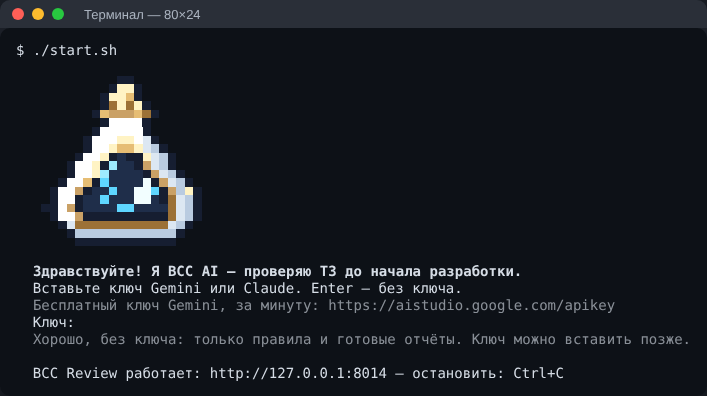 Терминал — 80×24
$ ./start.sh
Здравствуйте! Я BCC AI — проверяю ТЗ до начала разработки.
Вставьте ключ Gemini или Claude. Enter — без ключа.
Бесплатный ключ Gemini, за минуту: https://aistudio.google.com/apikey
Ключ:
Хорошо, без ключа: только правила и готовые отчёты. Ключ можно вставить позже.
BCC Review работает: http://127.0.0.1:8014 — остановить: Ctrl+C